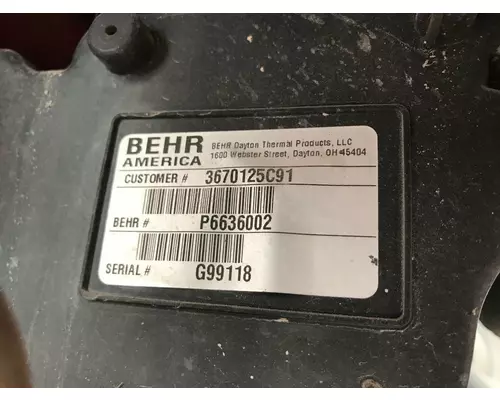 BEHR
AMERICA
BEHR Dayton Thermal Products, LLC
1600 Webster Street, Dayton, OH 45404
CUSTOMER # 3670125C91
BEHR # P6636002
SERIAL # G99118